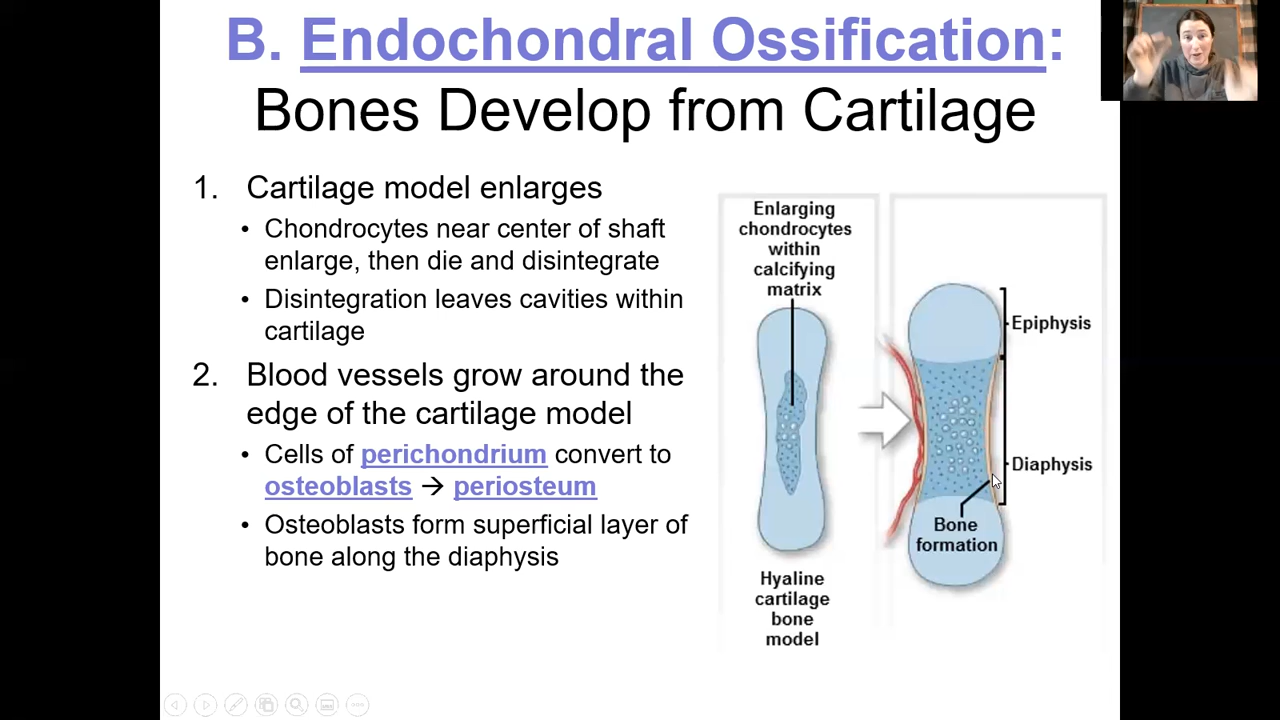 B. Endochondral Ossification:
Bones Develop from Cartilage
1. Cartilage model enlarges
• Chondrocytes near center of shaft
enlarge, then die and disintegrate
• Disintegration leaves cavities within
cartilage
2. Blood vessels grow around the
edge of the cartilage model
• Cells of perichondrium convert to
osteoblasts → periosteum
• Osteoblasts form superficial layer of
bone along the diaphysis
Enlarging
chondrocytes
within
calcifying
matrix
Hyaline
cartilage
bone
model
Epiphysis
Diaphysis
Bone
formation